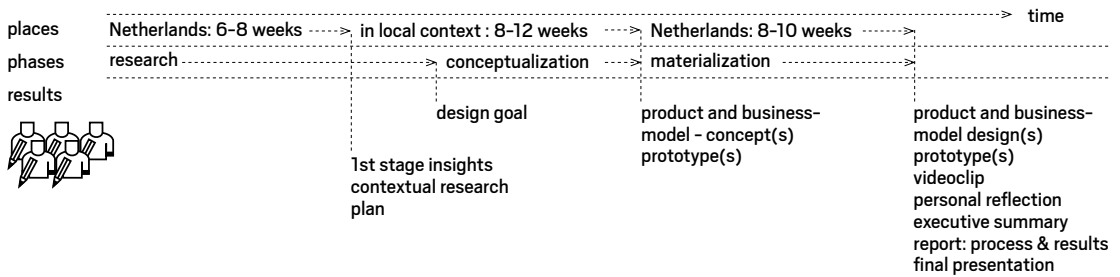 time
places Netherlands: 6-8 weeks in local context : 8-12 weeks Netherlands: 8-10 weeks
phases research conceptualization materialization
results
design goal
product and business-
model - concept(s)
prototype(s)
1st stage insights
contextual research
plan
product and business-
model design(s)
prototype(s)
videoclip
personal reflection
executive summary
report: process & results
final presentation